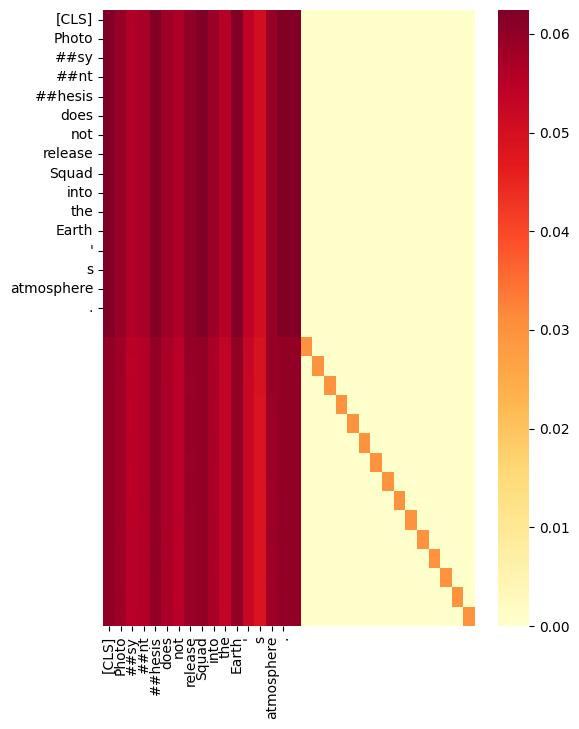 [CLS]
Photo
##sy
##nt
##hesis
does
not
release
Squad
into
the
Earth
'
s
atmosphere
.
0.06
0.05
0.04
0.03
0.02
0.01
0.00
[CLS]
Photo
##sy
##nt
##hesis
does
not
release
Squad
into
the
Earth
'
s
atmosphere
.